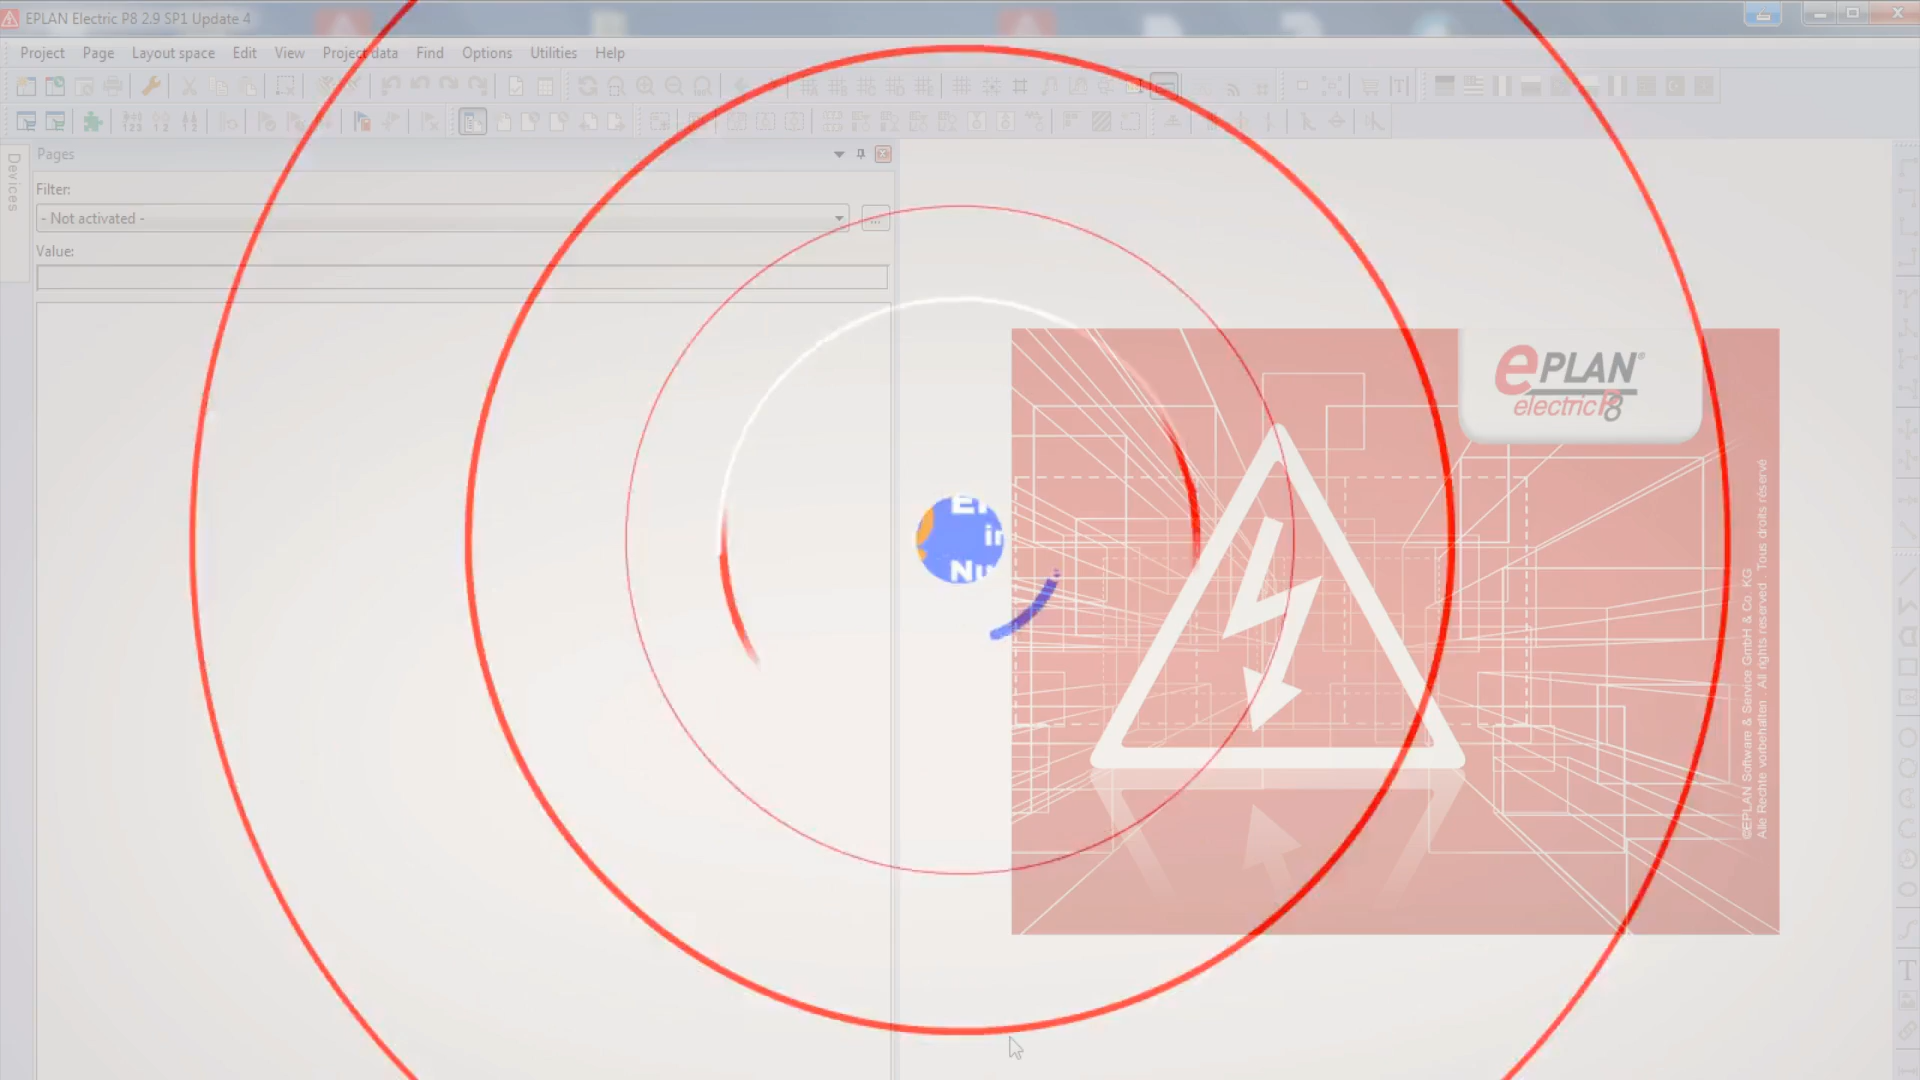 EPLAN Electric P8 2.9 SP1 Update 4
Project Page Layout space Edit View Project data Find Options Utilities Help
Devices
Pages
Filter:
- Not activated -
...
Value:
ePLAN®
electric P8
©EPLAN Software & Service GmbH & Co. KG
Alle Rechte vorbehalten . All rights reserved . Tous droits réservé